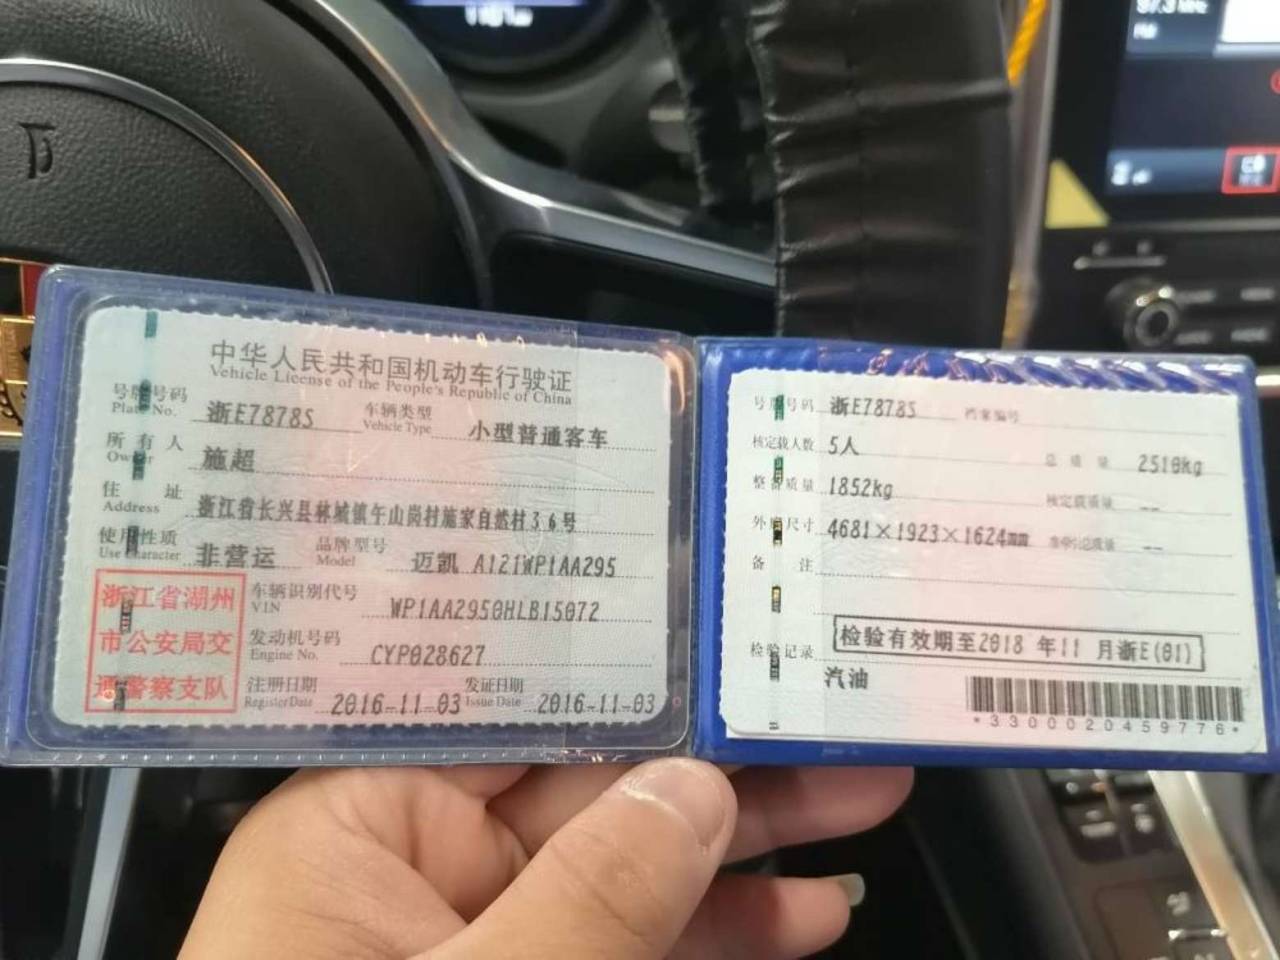 97.3 MHz
FM
中华人民共和国机动车行驶证
Vehicle License of the People's Republic of China
号牌号码 浙E7878S 车辆类型 小型普通客车
Plate No. Vehicle Type
所有人 施超
Owner
住址 浙江省长兴县林城镇午山岗村施家自然村36号
Address
使用性质 非营运 品牌型号 迈凯 A121WP1AA295
Use Character Model
浙江省湖州
市公安局交
通警察支队
车辆识别代号 WP1AA2950HLB15072
VIN
发动机号码 CYP028627
Engine No.
注册日期 2016-11-03 发证日期 2016-11-03
Register Date Issue Date
号牌号码 浙E7878S 档案编号
核定载人数 5人 总质量 2510kg
整备质量 1852kg 核定载质量 --
外廓尺寸 4681×1923×1624mm 准牵引总质量 --
备注
检验记录 检验有效期至2018年11月浙E(01)
汽油
*3300020459776*